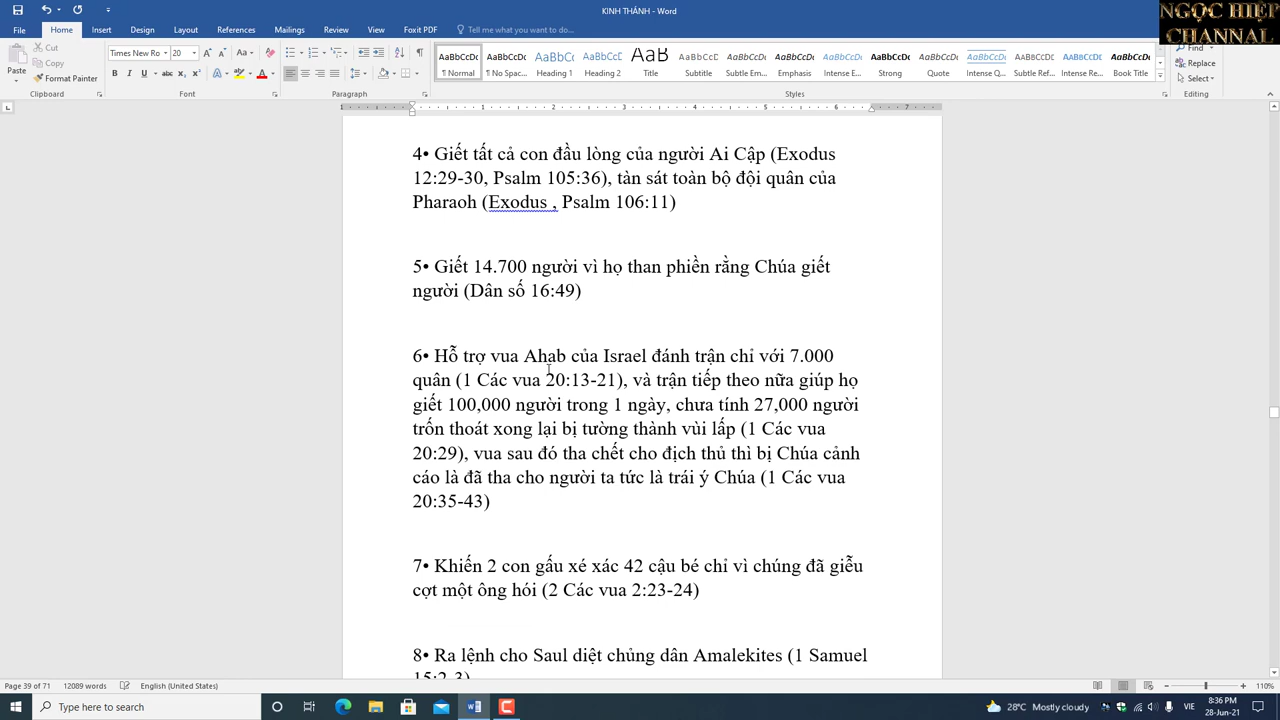 KINH THÁNH - Word
NGỌC HIỆP
CHANNAL
File Home Insert Design Layout References Mailings Review View Foxit PDF Tell me what you want to do...
Paste
Cut
Copy
Format Painter
Times New Ro 20
AaBbCcDc AaBbCcDc AaBbCc AaBbCcC AaB AaBbCcD AaBbCcDc AaBbCcDc AaBbCcDc AaBbCcDc AaBbCcDc AaBbCcDc AaBbCcDc AaBbCcDc AaBbCcDc
¶ Normal ¶ No Spac... Heading 1 Heading 2 Title Subtitle Subtle Em... Emphasis Intense E... Strong Quote Intense Q... Subtle Ref... Intense Re... Book Title
Find
Replace
Select
Clipboard Font Paragraph Styles Editing
1 1 2 3 4 5 6 7
4• Giết tất cả con đầu lòng của người Ai Cập (Exodus
12:29-30, Psalm 105:36), tàn sát toàn bộ đội quân của
Pharaoh (Exodus , Psalm 106:11)
5• Giết 14.700 người vì họ than phiền rằng Chúa giết
người (Dân số 16:49)
6• Hỗ trợ vua Ahab của Israel đánh trận chỉ với 7.000
quân (1 Các vua 20:13-21), và trận tiếp theo nữa giúp họ
giết 100,000 người trong 1 ngày, chưa tính 27,000 người
trốn thoát xong lại bị tường thành vùi lấp (1 Các vua
20:29), vua sau đó tha chết cho địch thủ thì bị Chúa cảnh
cáo là đã tha cho người ta tức là trái ý Chúa (1 Các vua
20:35-43)
7• Khiến 2 con gấu xé xác 42 cậu bé chỉ vì chúng đã giễu
cợt một ông hói (2 Các vua 2:23-24)
8• Ra lệnh cho Saul diệt chủng dân Amalekites (1 Samuel
15:2-3)
Page 39 of 71 12089 words English (United States) 110%
Type here to search
28°C Mostly cloudy VIE 8:36 PM
28-Jun-21